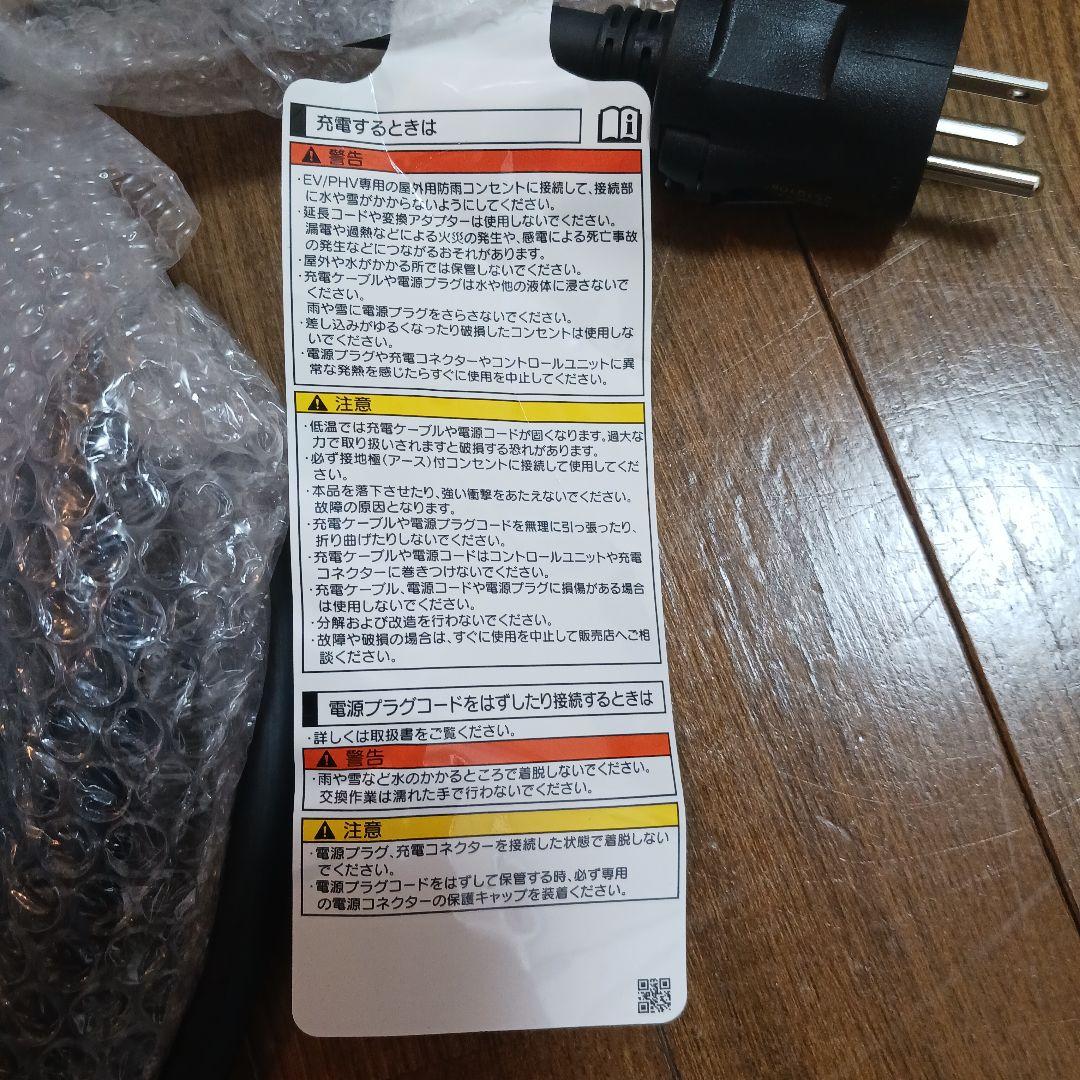 充電するときは
警告
・EV/PHV専用の屋外用防雨コンセントに接続して、接続部
に水や雪がかからないようにしてください。
・延長コードや変換アダプターは使用しないでください。
漏電や過熱などによる火災の発生や、感電による死亡事故
の発生などにつながるおそれがあります。
・屋外や水がかかる所では保管しないでください。
・充電ケーブルや電源プラグは水や他の液体に浸さないで
ください。
雨や雪に電源プラグをさらさないでください。
・差し込みがゆるくなったり破損したコンセントは使用しな
いでください。
・電源プラグや充電コネクターやコントロールユニットに異
常な発熱を感じたらすぐに使用を中止してください。
注意
・低温では充電ケーブルや電源コードが固くなります。過大な
力で取り扱いされますと破損する恐れがあります。
・必ず接地極(アース)付コンセントに接続して使用してくだ
さい。
・本品を落下させたり、強い衝撃をあたえないでください。
故障の原因となります。
・充電ケーブルや電源プラグコードを無理に引っ張ったり、
折り曲げたりしないでください。
・充電ケーブルや電源コードはコントロールユニットや充電
コネクターに巻きつけないでください。
・充電ケーブル、電源コードや電源プラグに損傷がある場合
は使用しないでください。
・分解および改造を行わないでください。
・故障や破損の場合は、すぐに使用を中止して販売店へご相
談ください。
電源プラグコードをはずしたり接続するときは
・詳しくは取扱書をご覧ください。
警告
・雨や雪など水のかかるところで着脱しないでください。
交換作業は濡れた手で行わないでください。
注意
・電源プラグ、充電コネクターを接続した状態で着脱しない
でください。
・電源プラグコードをはずして保管する時、必ず専用
の電源コネクターの保護キャップを装着ください。